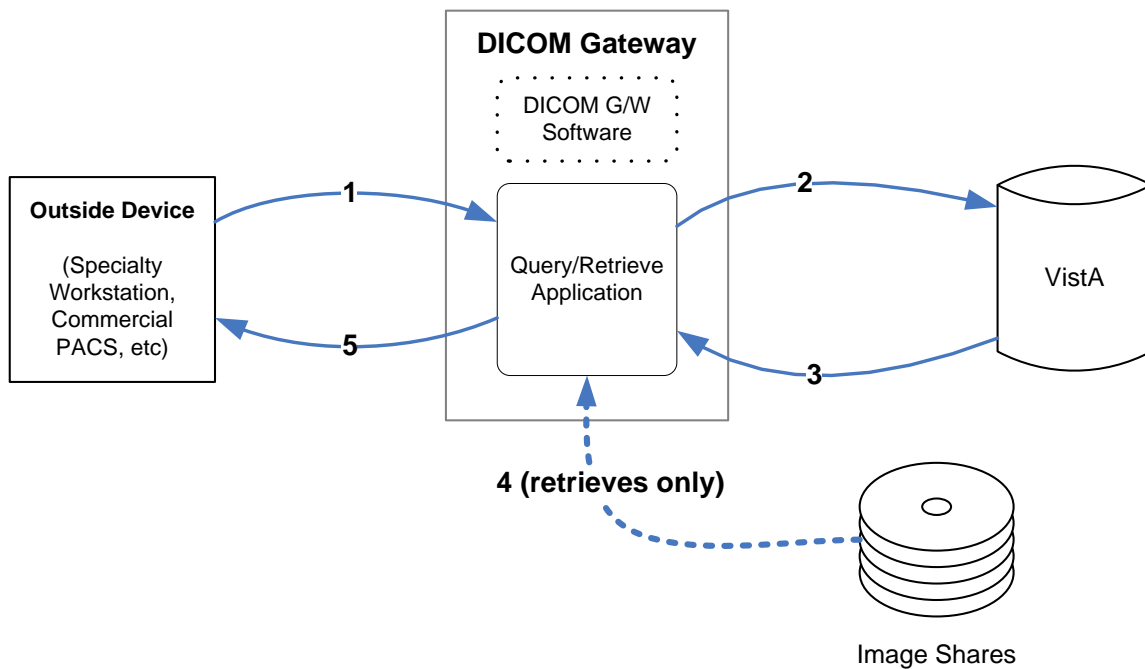 DICOM Gateway
DICOM G/W
Software
1
2
Outside Device
(Specialty
Workstation,
Commercial
PACS, etc)
Query/Retrieve
Application
VistA
5
3
4 (retrieves only)
Image Shares